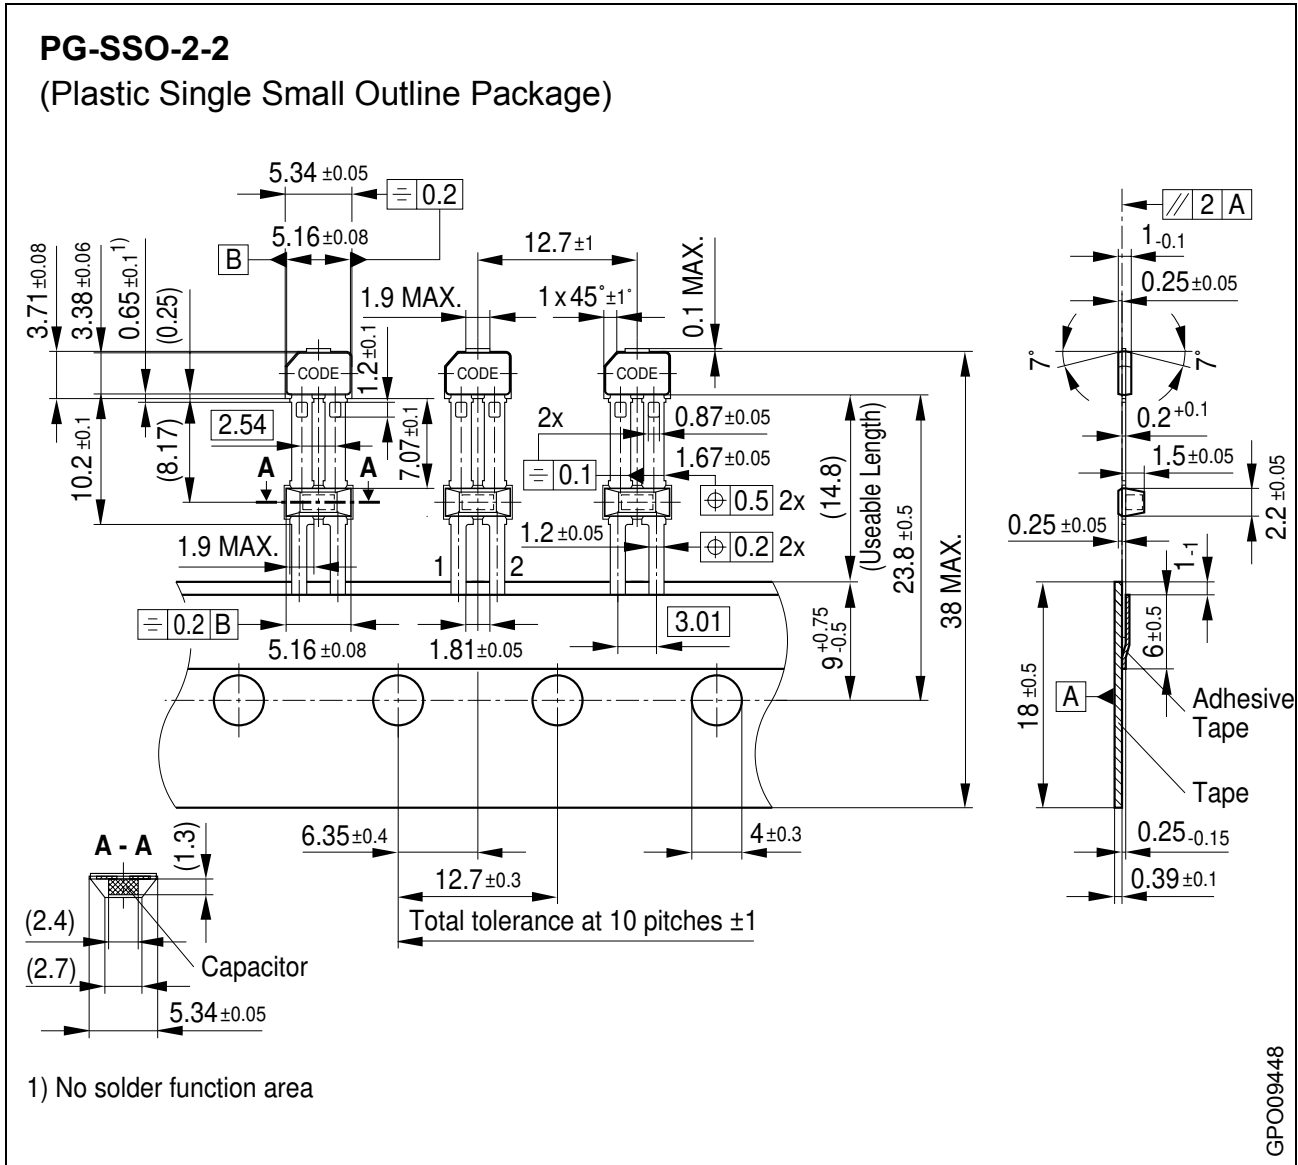 PG-SSO-2-2
(Plastic Single Small Outline Package)
5.34 ±0.05
⌯ 0.2
5.16±0.08
B
12.7±1
3.71±0.08
3.38±0.06
0.65±0.1 1)
(0.25)
1.9 MAX.
1 x 45°±1°
0.1 MAX.
1.2±0.1
CODE
CODE
CODE
2.54
2x
0.87±0.05
⌯ 0.1
1.67±0.05
10.2±0.1
(8.17)
7.07±0.1
A
A
⌖ 0.5 2x
1.2±0.05
⌖ 0.2 2x
1.9 MAX.
1
2
(14.8)
(Useable Length)
23.8±0.5
38 MAX.
⌯ 0.2 B
5.16±0.08
1.81±0.05
3.01
9 +0.75 -0.5
6.35±0.4
4±0.3
12.7±0.3
Total tolerance at 10 pitches ±1
// 2 A
1 -0.1
0.25±0.05
7°
7°
0.2 +0.1
1.5±0.05
2.2±0.05
0.25 ±0.05
1 -1
6±0.5
18±0.5
A
Adhesive
Tape
Tape
0.25 -0.15
0.39±0.1
A - A
(1.3)
(2.4)
(2.7)
Capacitor
5.34±0.05
1) No solder function area
GPO09448